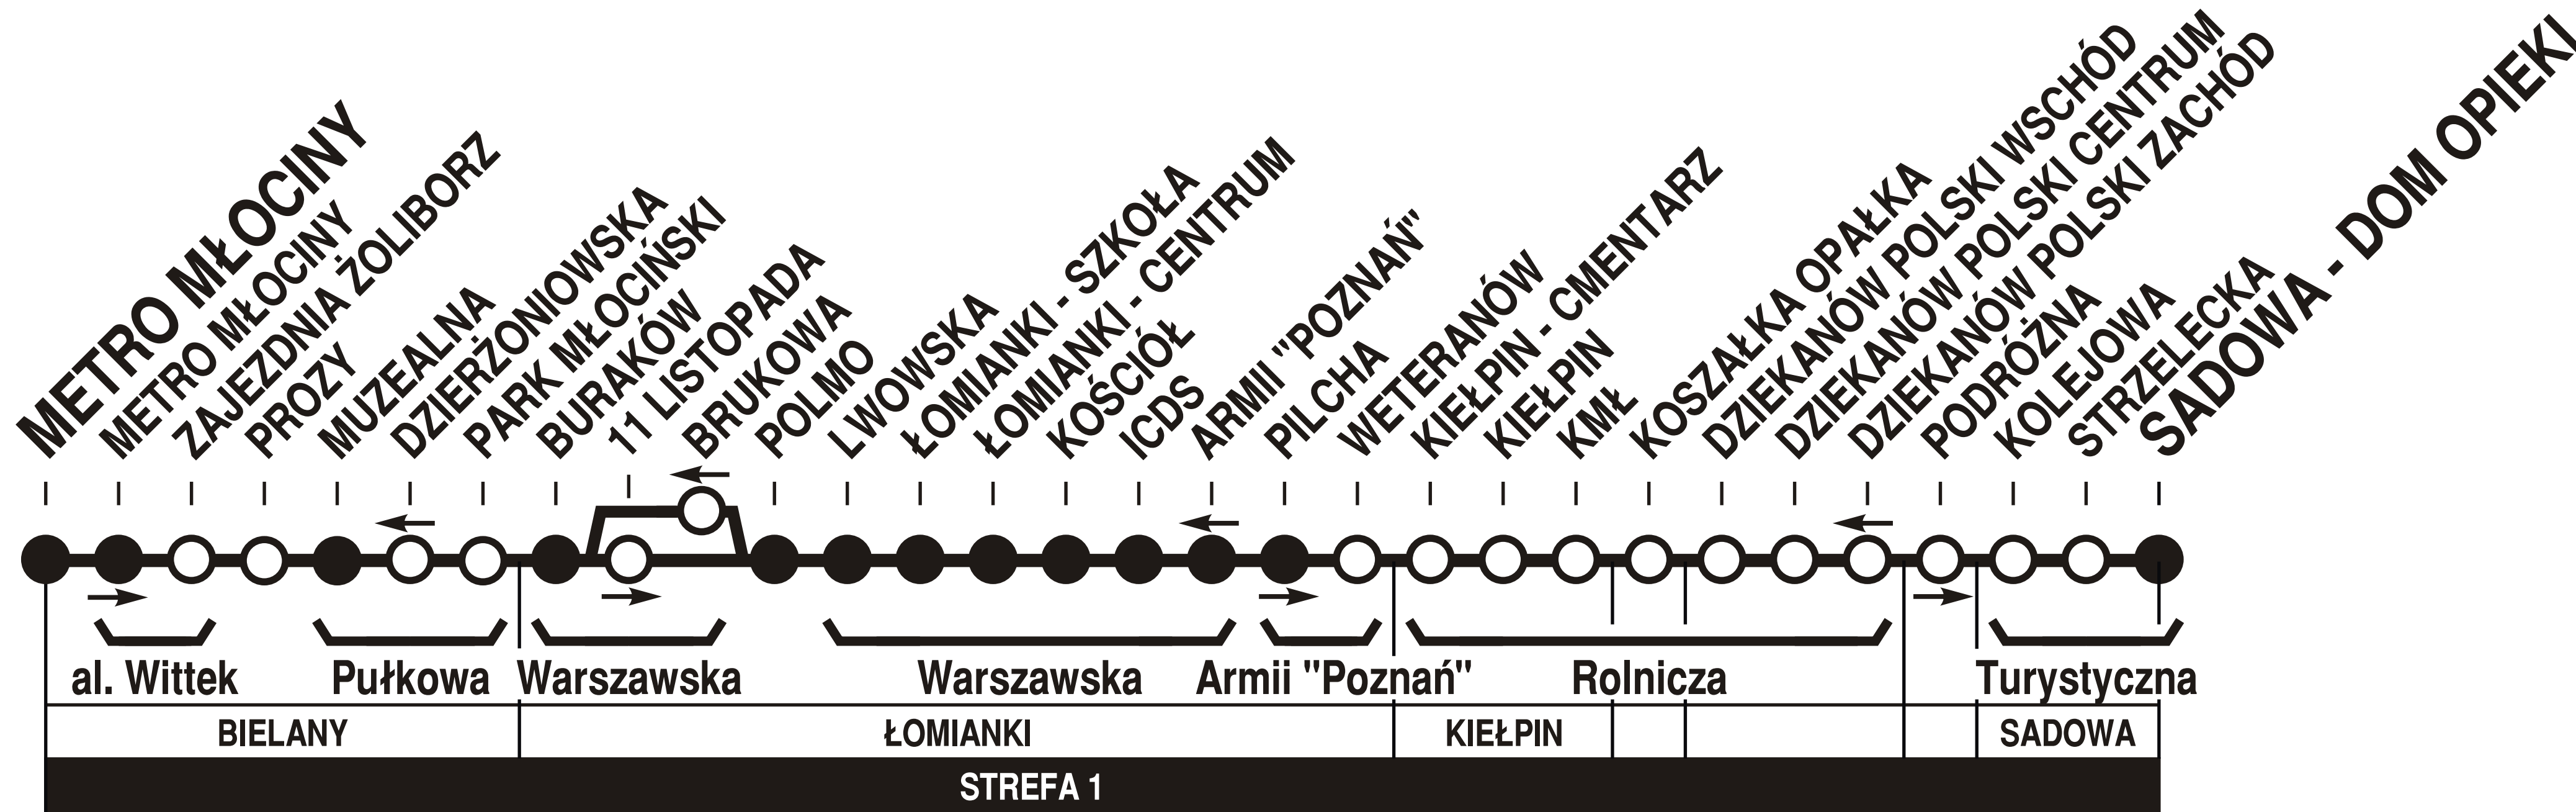 METRO MŁOCINY
METRO MŁOCINY
ZAJEZDNIA ŻOLIBORZ
PROZY
MUZEALNA
DZIERŻONIOWSKA
PARK MŁOCIŃSKI
BURAKÓW
11 LISTOPADA
BRUKOWA
POLMO
LWOWSKA
ŁOMIANKI - SZKOŁA
ŁOMIANKI - CENTRUM
KOŚCIÓŁ
ICDS
ARMII "POZNAŃ"
PILCHA
WETERANÓW
KIEŁPIN - CMENTARZ
KIEŁPIN
KMŁ
KOSZAŁKA OPAŁKA
DZIEKANÓW POLSKI WSCHÓD
DZIEKANÓW POLSKI CENTRUM
DZIEKANÓW POLSKI ZACHÓD
PODRÓŻNA
KOLEJOWA
STRZELECKA
SADOWA - DOM OPIEKI
al. Wittek Pułkowa Warszawska Warszawska Armii "Poznań" Rolnicza Turystyczna
BIELANY ŁOMIANKI KIEŁPIN SADOWA
STREFA 1